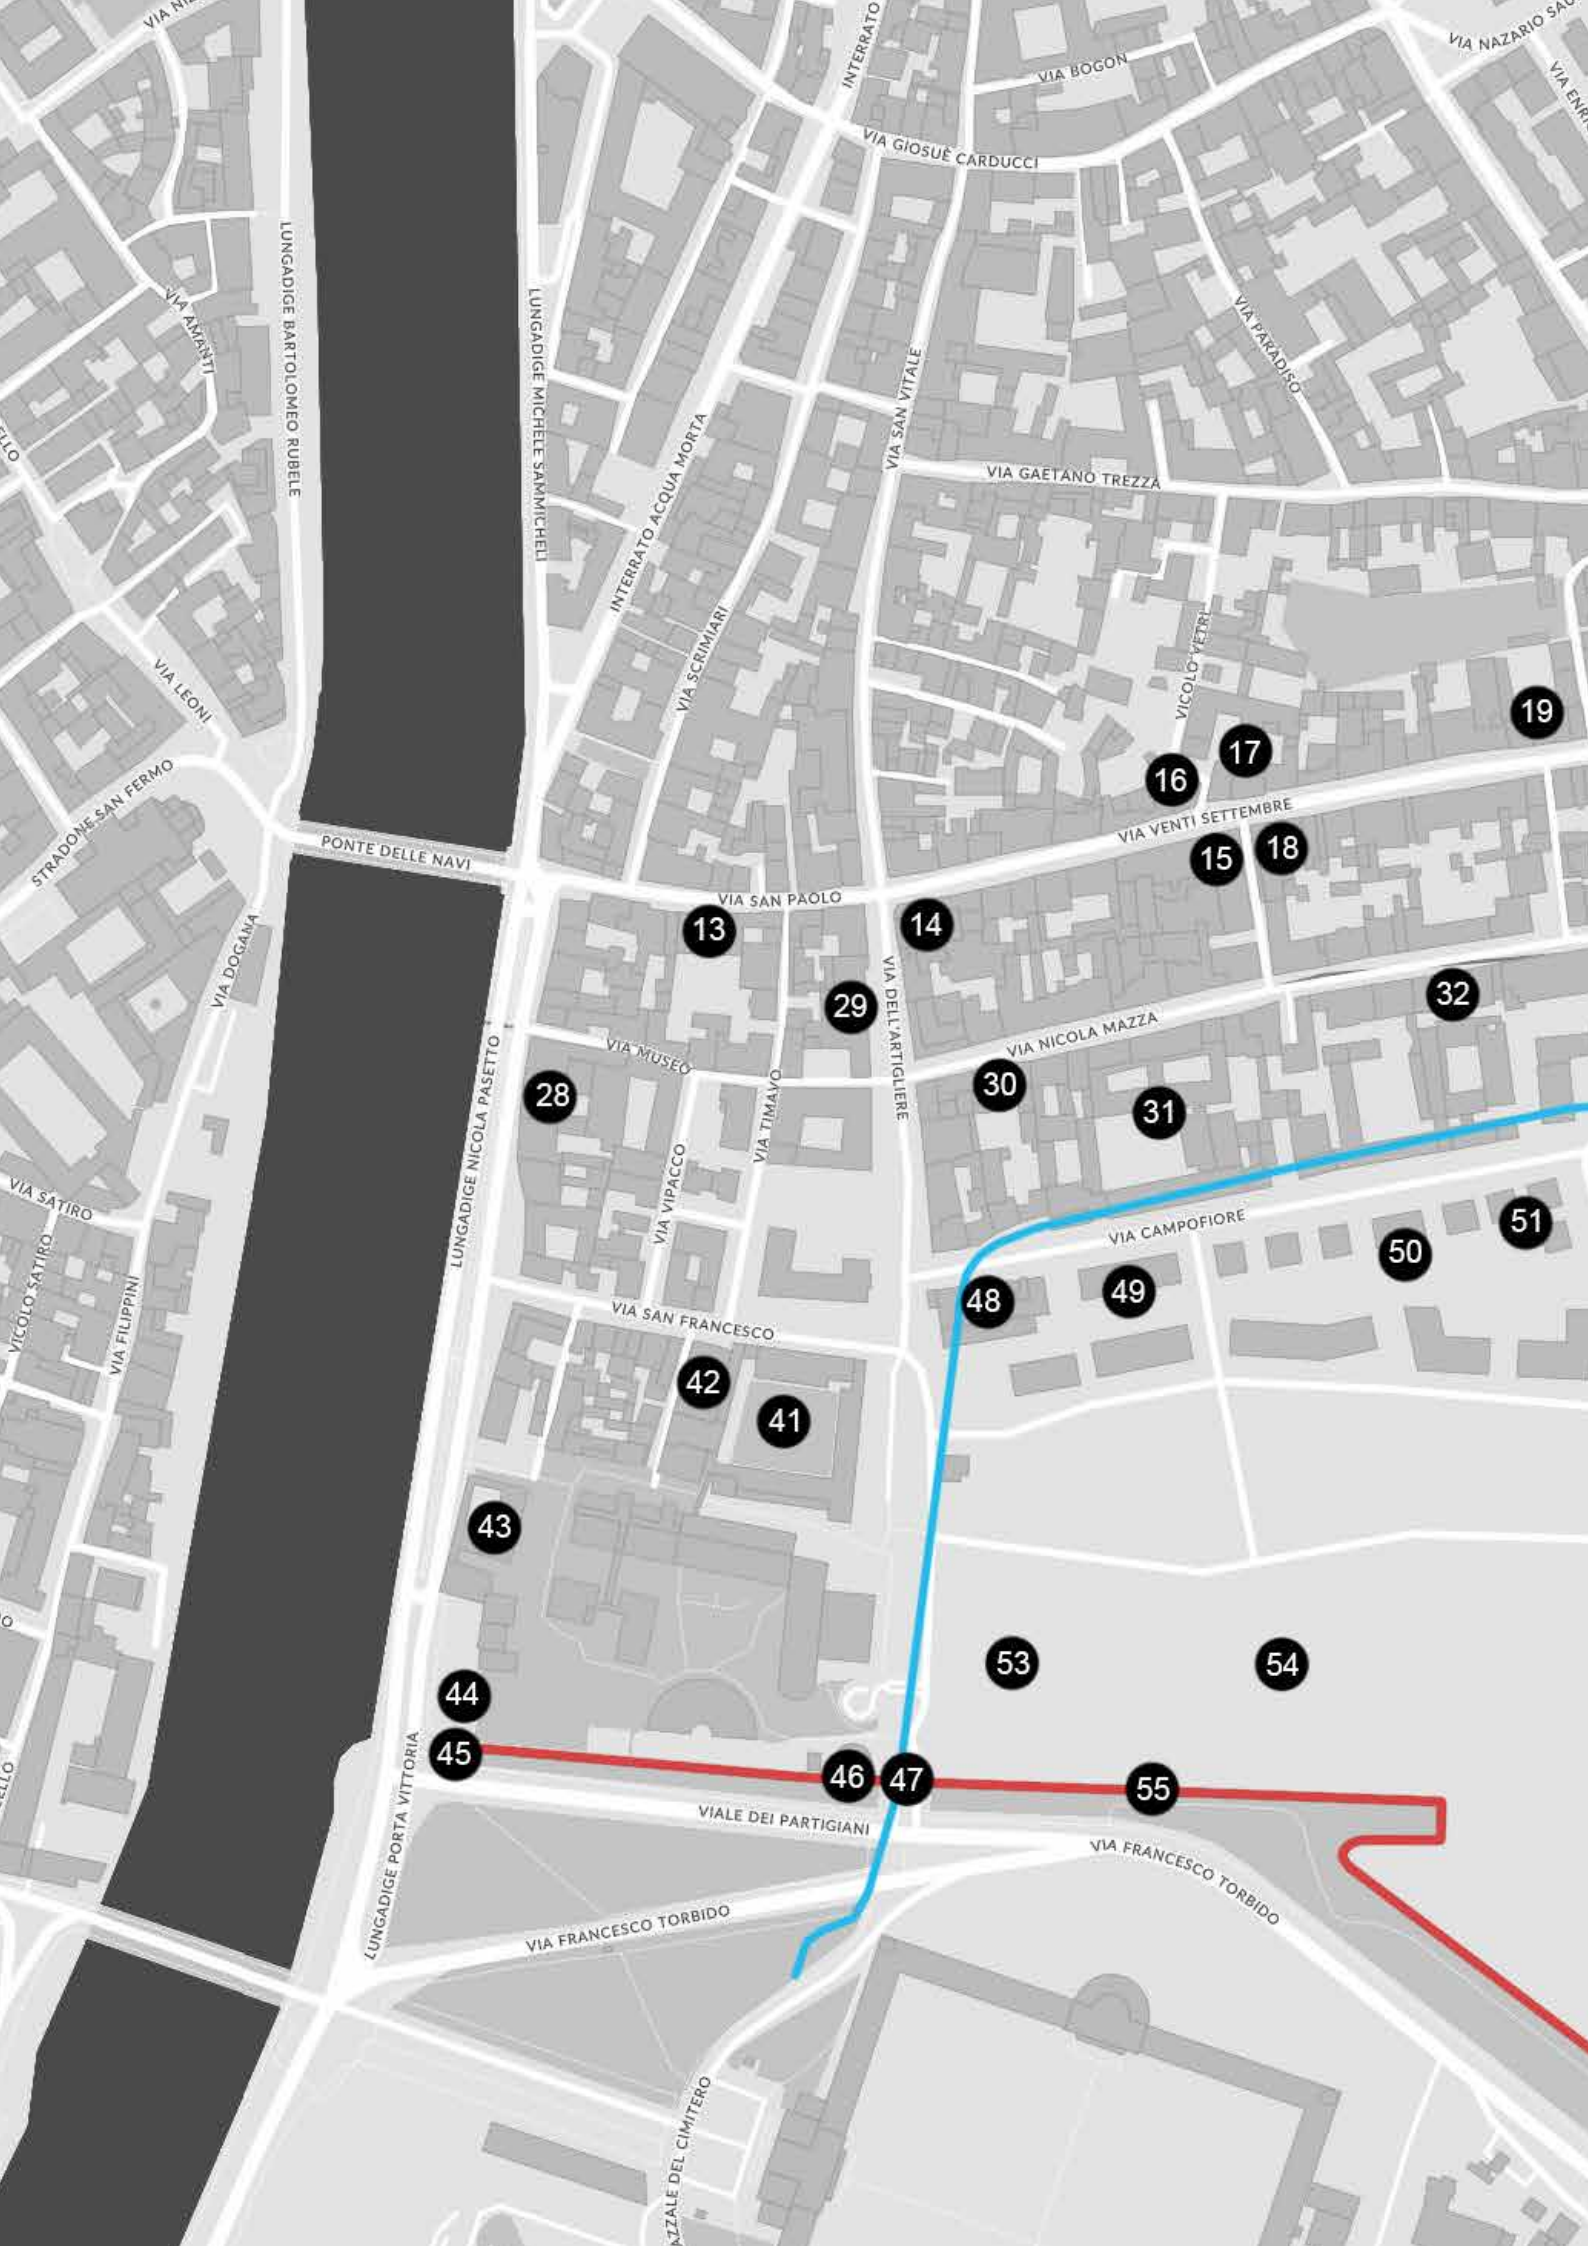 INTERRATO
VIA BOGON
VIA NAZARIO
VIA GIOSUÈ CARDUCCI
LUNGADIGE BARTOLOMEO RUBELE
VIA AMANTI
LUNGADIGE MICHELE SAMMICHELI
VIA SAN VITALE
VIA PARADISO
INTERRATO ACQUA MORTA
VIA GAETANO TREZZA
VIA SCRIMIARI
VICOLO VETRI
VIA LEONI
19
17
16
STRADONE SAN FERMO
VIA VENTI SETTEMBRE
PONTE DELLE NAVI
15
18
VIA SAN PAOLO
13
14
VIA DOGANA
29
VIA DELL'ARTIGLIERE
32
VIA NICOLA MAZZA
VIA MUSEO
LUNGADIGE NICOLA PASETTO
28
30
31
VIA TIMAVO
VIA VIPACCO
VIA SATIRO
VICOLO SATIRO
VIA FILIPPINI
VIA CAMPOFIORE
51
50
49
48
VIA SAN FRANCESCO
42
41
43
53
54
44
45
46
47
55
LUNGADIGE PORTA VITTORIA
VIALE DEI PARTIGIANI
VIA FRANCESCO TORBIDO
VIA FRANCESCO TORBIDO
AZZALE DEL CIMITERO